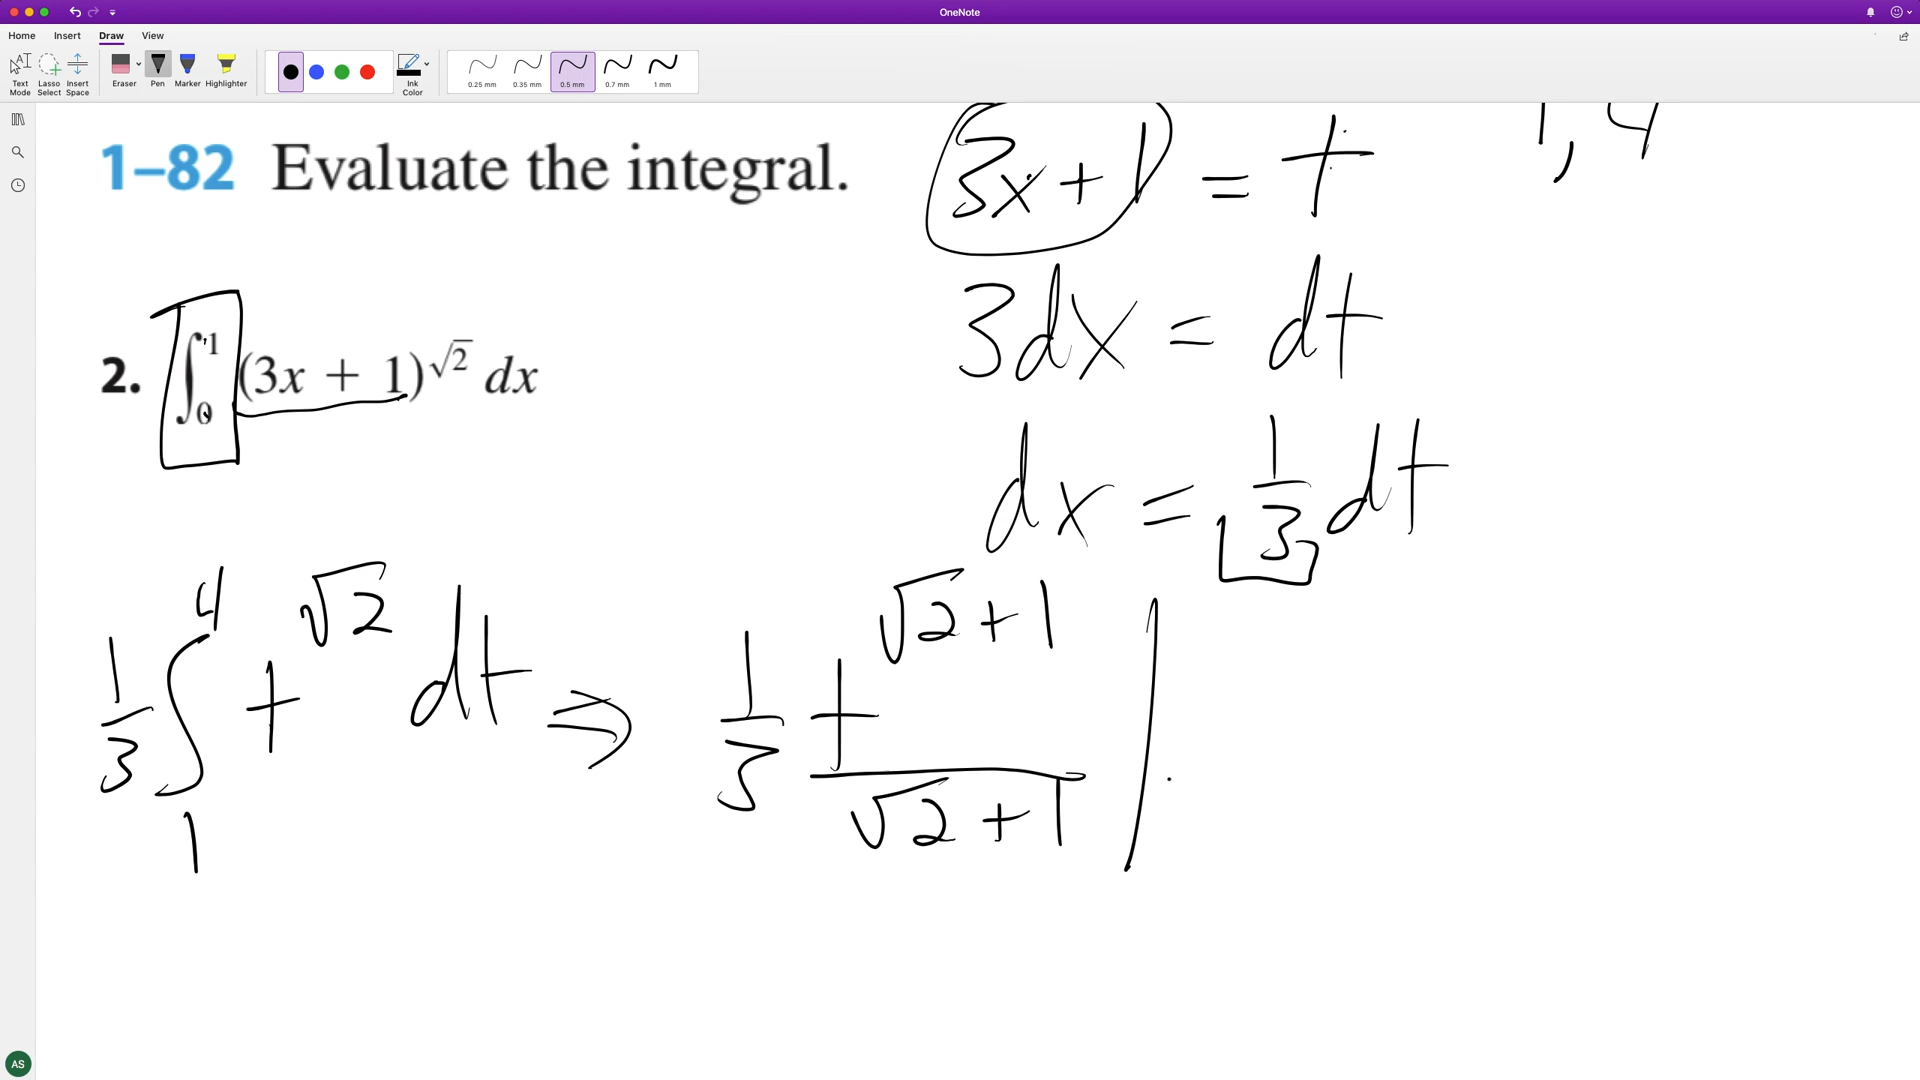 OneNote
Home Insert Draw View
Text Mode Lasso Select Insert Space Eraser Pen Marker Highlighter Ink Color 0.25 mm 0.35 mm 0.5 mm 0.7 mm 1 mm
1–82 Evaluate the integral.
3x + 1 = t
1, 4
3dx = dt
2. ∫₀¹ (3x + 1)^√2 dx
dx = 1/3 dt
1/3 ∫₁⁴ t^√2 dt ⇒ 1/3 t^(√2 + 1) / (√2 + 1) |
AS